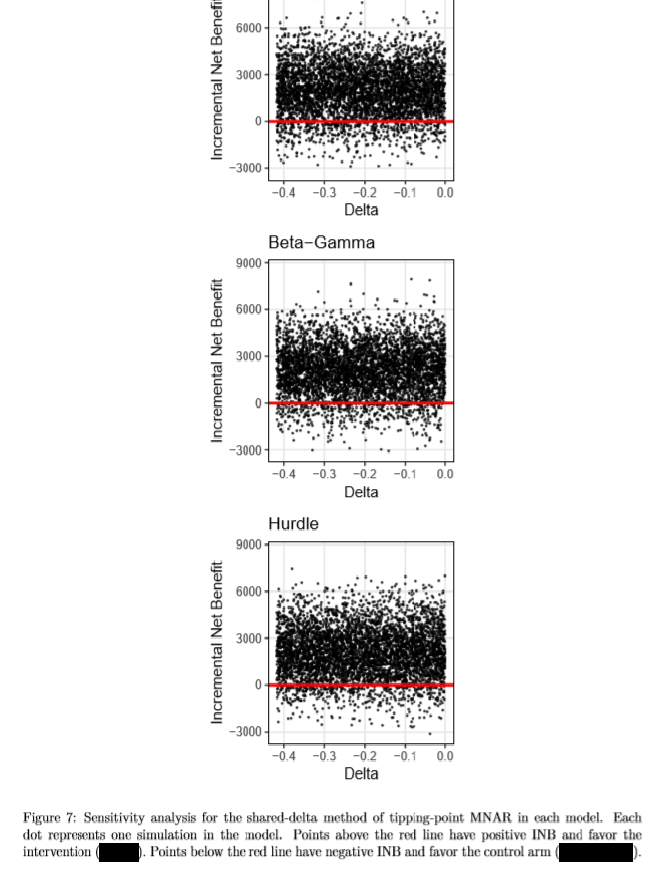 Incremental Net Benefit
6000
3000
0
−3000
−0.4 −0.3 −0.2 −0.1 0.0
Delta
Beta−Gamma
Incremental Net Benefit
9000
6000
3000
0
−3000
−0.4 −0.3 −0.2 −0.1 0.0
Delta
Hurdle
Incremental Net Benefit
9000
6000
3000
0
−3000
−0.4 −0.3 −0.2 −0.1 0.0
Delta
Figure 7: Sensitivity analysis for the shared-delta method of tipping-point MNAR in each model. Each
dot represents one simulation in the model. Points above the red line have positive INB and favor the
intervention ( ). Points below the red line have negative INB and favor the control arm ( ).